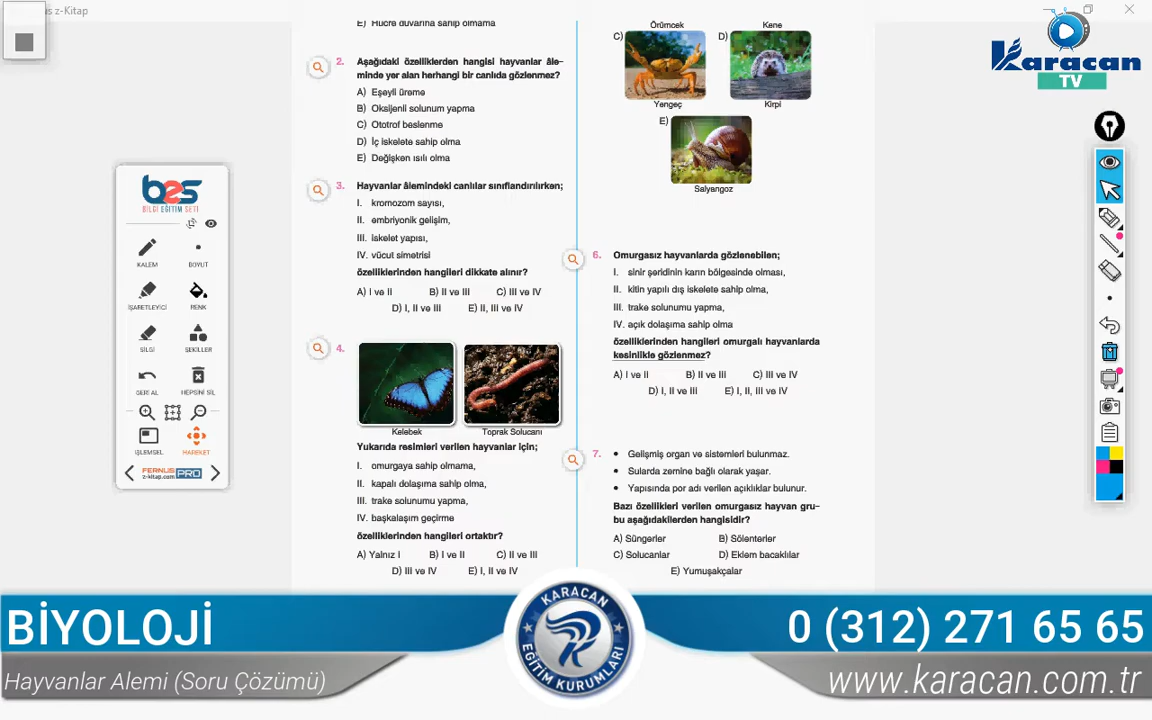 us z-Kitap
E) Hücre duvarına sahip olmama
2. Aşağıdaki özelliklerden hangisi hayvanlar âle-
minde yer alan herhangi bir canlıda gözlenmez?
A) Eşeyli üreme
B) Oksijenli solunum yapma
C) Ototrof beslenme
D) İç iskelete sahip olma
E) Değişken ısılı olma
3. Hayvanlar âlemindeki canlılar sınıflandırılırken;
I. kromozom sayısı,
II. embriyonik gelişim,
III. iskelet yapısı,
IV. vücut simetrisi
özelliklerinden hangileri dikkate alınır?
A) I ve II B) II ve III C) III ve IV
D) I, II ve III E) II, III ve IV
4.
Kelebek Toprak Solucanı
Yukarıda resimleri verilen hayvanlar için;
I. omurgaya sahip olmama,
II. kapalı dolaşıma sahip olma,
III. trake solunumu yapma,
IV. başkalaşım geçirme
özelliklerinden hangileri ortaktır?
A) Yalnız I B) I ve II C) II ve III
D) III ve IV E) I, II ve IV
Örümcek Kene
C) D)
Yengeç Kirpi
E)
Salyangoz
6. Omurgasız hayvanlarda gözlenebilen;
I. sinir şeridinin karın bölgesinde olması,
II. kitin yapılı dış iskelete sahip olma,
III. trake solunumu yapma,
IV. açık dolaşıma sahip olma
özelliklerinden hangileri omurgalı hayvanlarda
kesinlikle gözlenmez?
A) I ve II B) II ve III C) III ve IV
D) I, II ve III E) I, II, III ve IV
7. • Gelişmiş organ ve sistemleri bulunmaz.
• Sularda zemine bağlı olarak yaşar.
• Yapısında por adı verilen açıklıklar bulunur.
Bazı özellikleri verilen omurgasız hayvan gru-
bu aşağıdakilerden hangisidir?
A) Süngerler B) Sölenterler
C) Solucanlar D) Eklem bacaklılar
E) Yumuşakçalar
bes
BİLGİ EĞİTİM SETİ
KALEM BOYUT
İŞARETLEYİCİ RENK
SİLGİ ŞEKİLLER
GERİ AL HEPSİNİ SİL
İŞLEMSEL HAREKET
FERNUS
z-kitap.com PRO
Karacan
TV
BİYOLOJİ
Hayvanlar Alemi (Soru Çözümü)
KARACAN
EĞİTİM KURUMLARI
0 (312) 271 65 65
www.karacan.com.tr